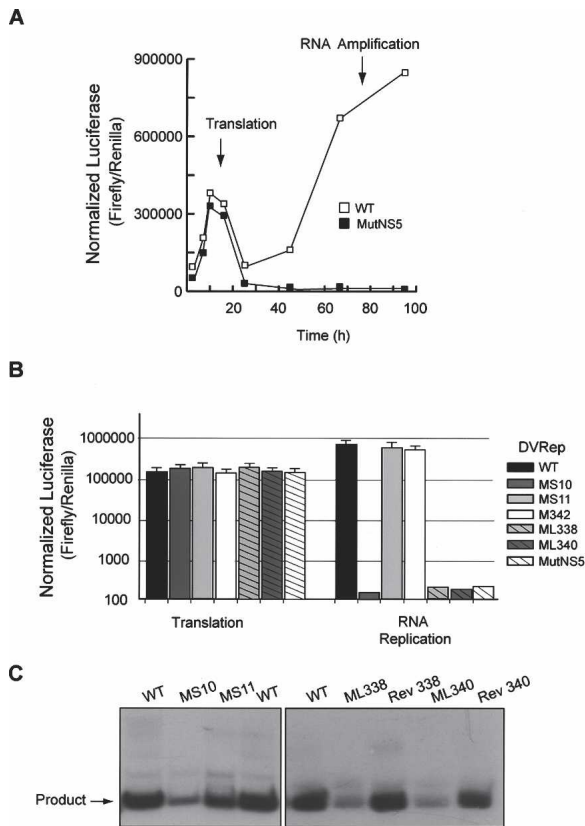 A
RNA Amplification
Translation
Normalized Luciferase
(Firefly/Renilla)
900000
600000
300000
0
WT
MutNS5
0
20
40
60
80
100
Time (h)
B
Normalized Luciferase
(Firefly/Renilla)
1000000
100000
10000
1000
100
Translation
RNA
Replication
DVRep
WT
MS10
MS11
M342
ML338
ML340
MutNS5
C
WT MS10 MS11 WT WT ML338 Rev 338 ML340 Rev 340
Product